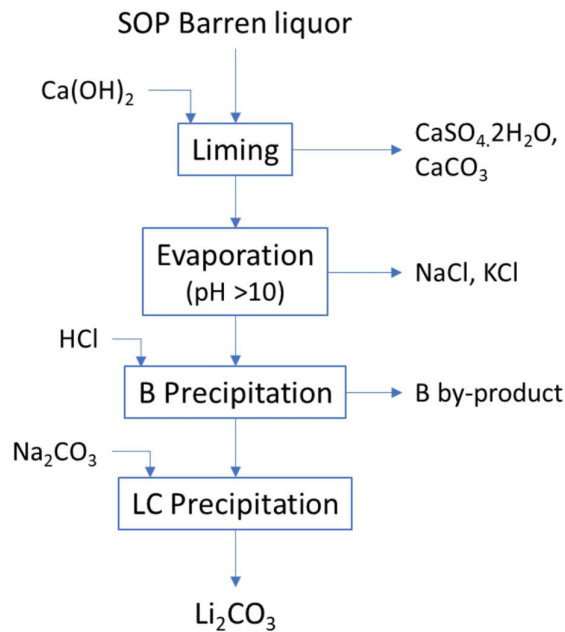 SOP Barren liquor
Ca(OH)₂
Liming
CaSO₄.2H₂O,
CaCO₃
Evaporation
(pH >10)
NaCl, KCl
HCl
B Precipitation
B by-product
Na₂CO₃
LC Precipitation
Li₂CO₃